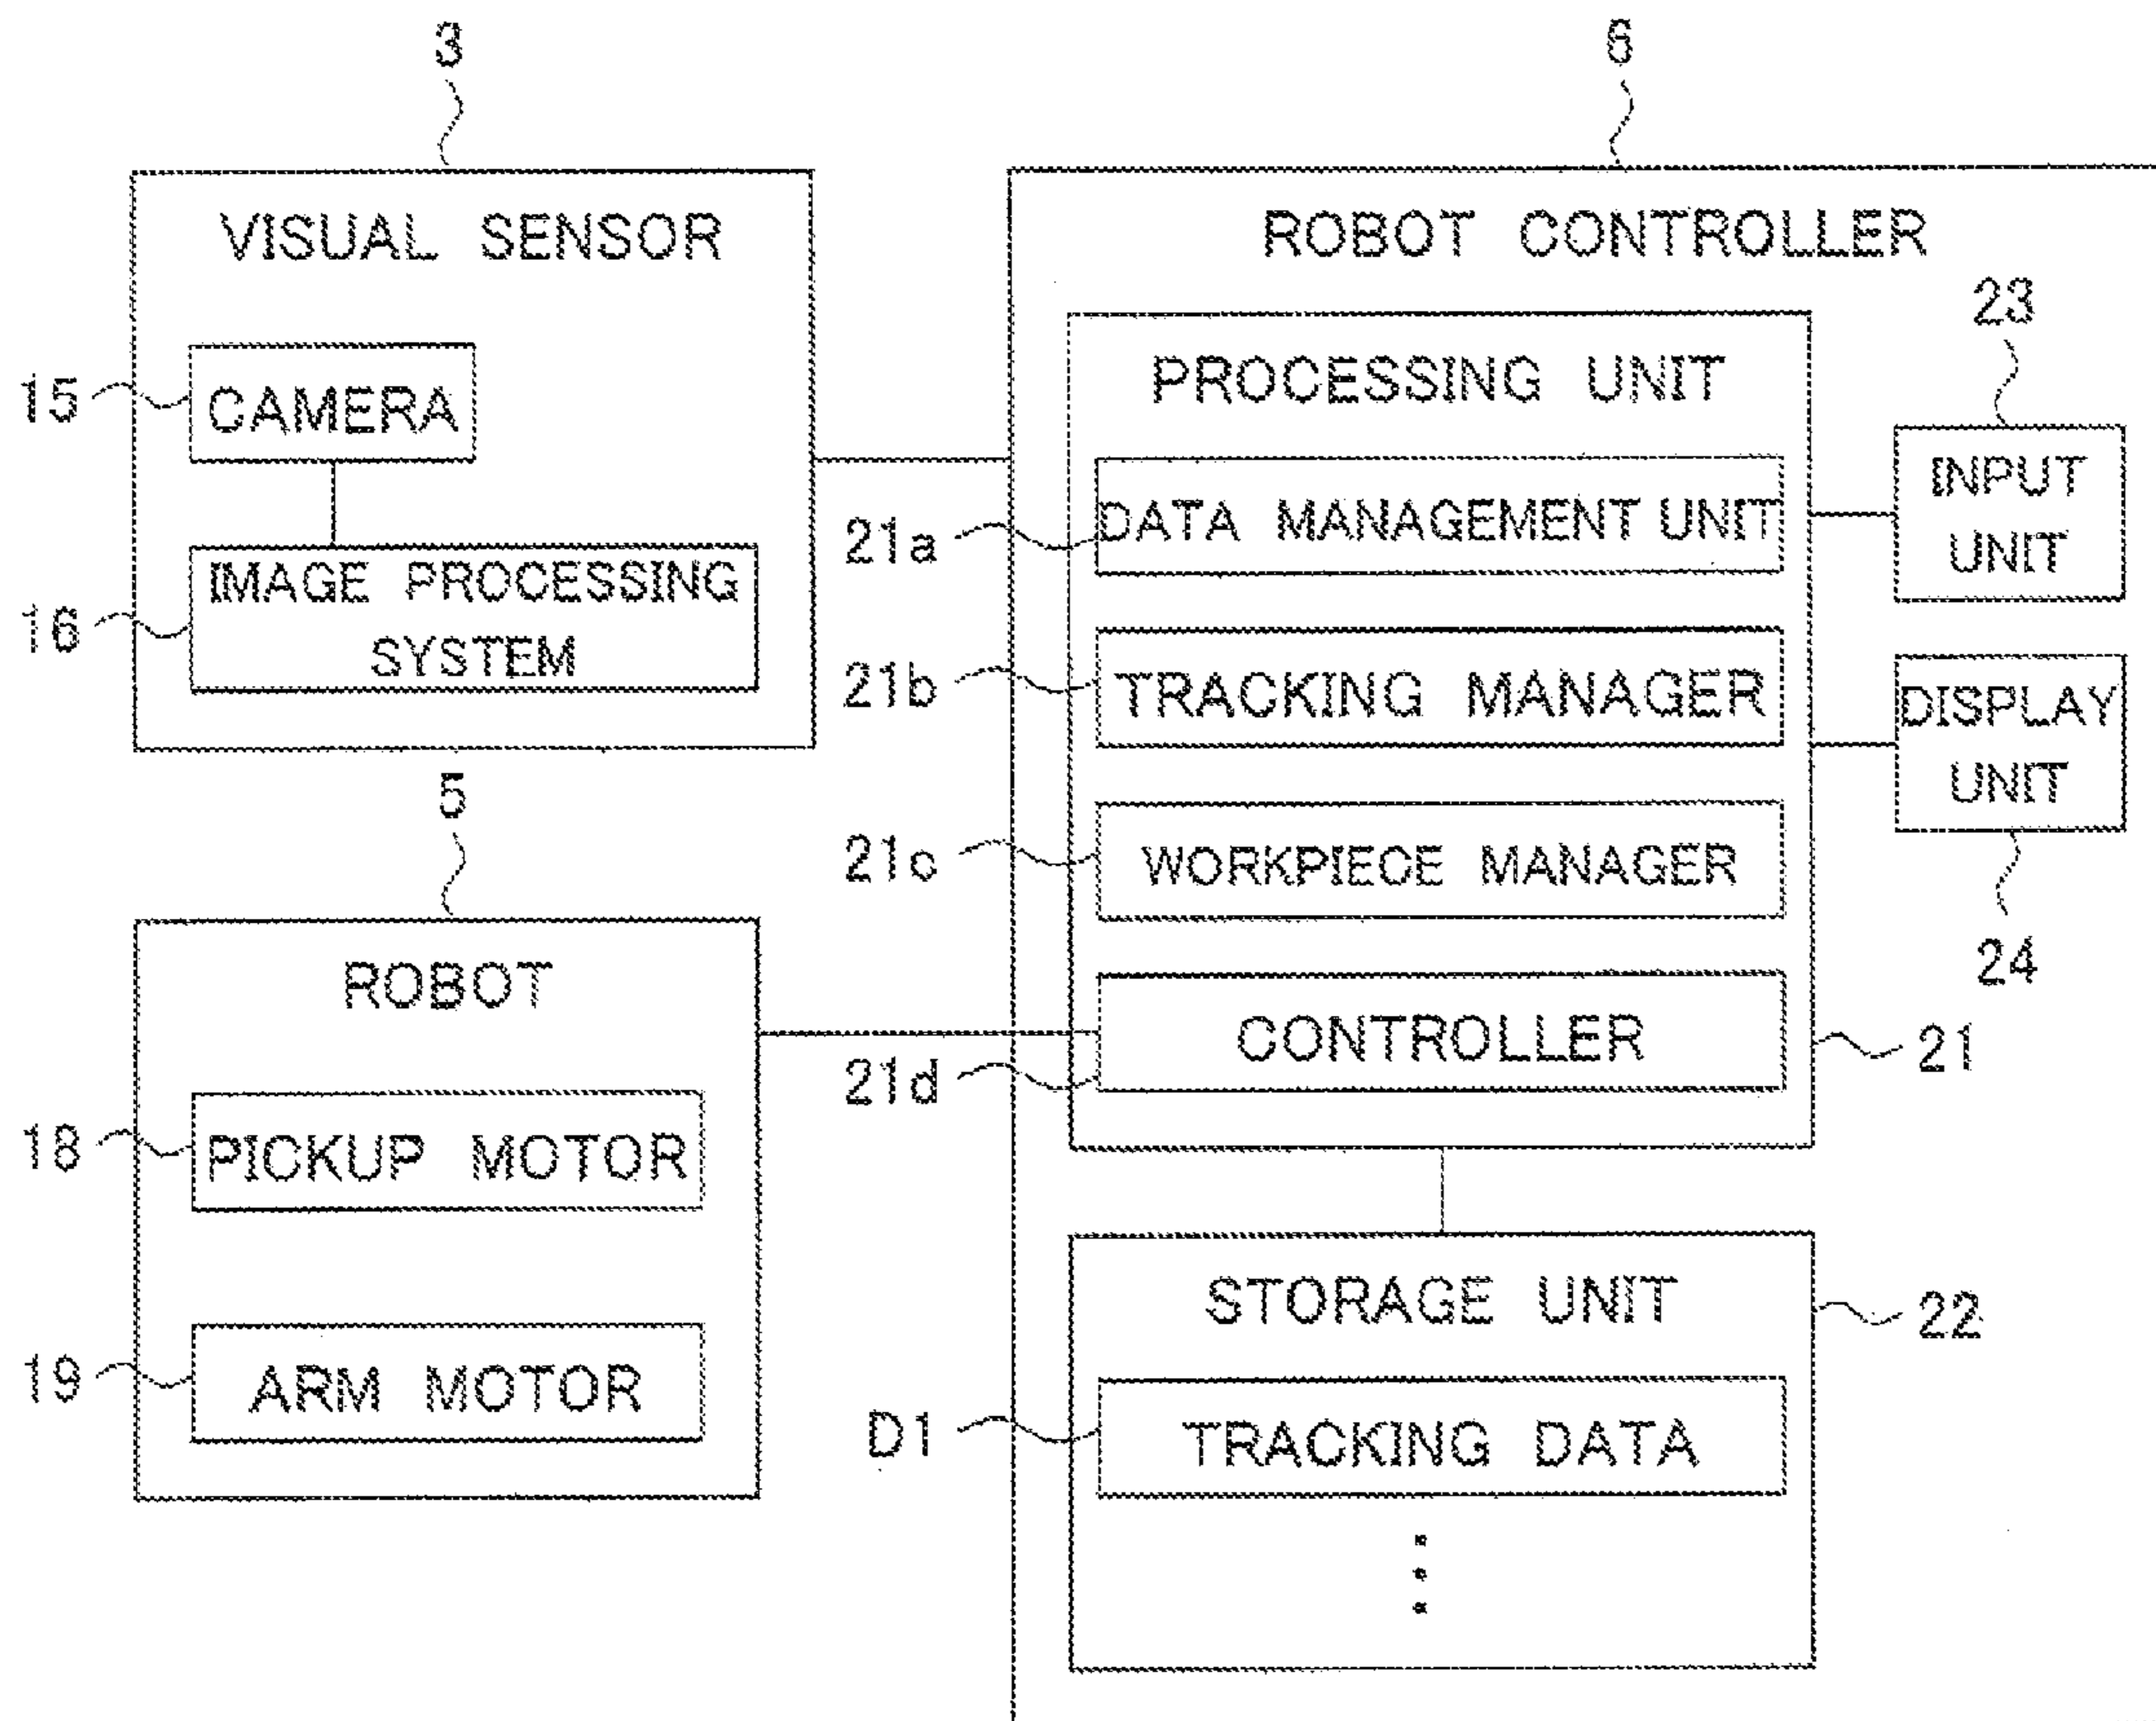 3
VISUAL SENSOR
15
CAMERA
16
IMAGE PROCESSING
SYSTEM
5
ROBOT
18
PICKUP MOTOR
19
ARM MOTOR
6
ROBOT CONTROLLER
PROCESSING UNIT
21a
DATA MANAGEMENT UNIT
21b
TRACKING MANAGER
21c
WORKPIECE MANAGER
21d
CONTROLLER
21
23
INPUT
UNIT
DISPLAY
UNIT
24
STORAGE UNIT
22
D1
TRACKING DATA